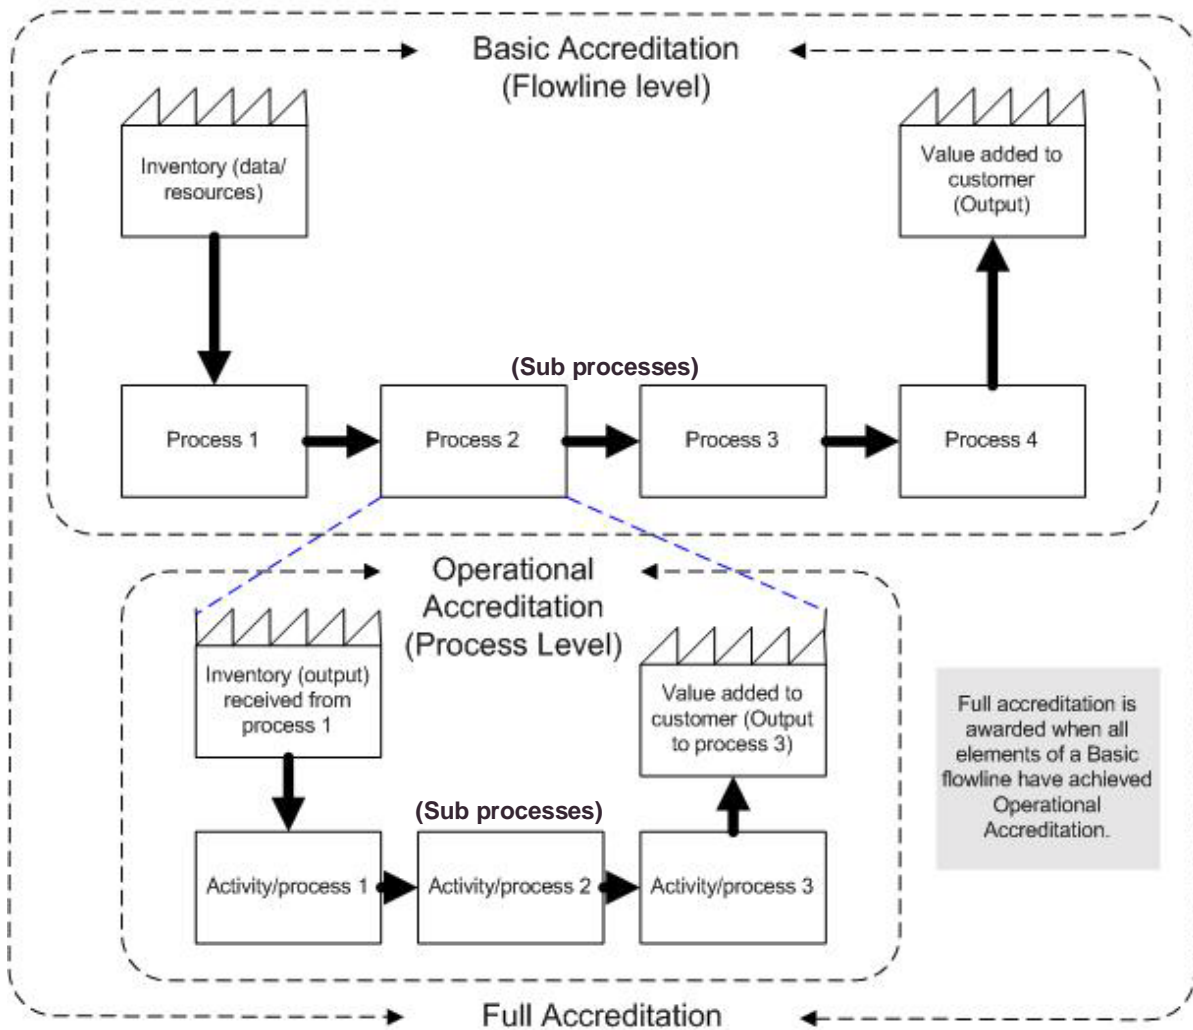 Basic Accreditation
(Flowline level)
Inventory (data/
resources)
Value added to
customer
(Output)
(Sub processes)
Process 1
Process 2
Process 3
Process 4
Operational
Accreditation
(Process Level)
Inventory (output)
received from
process 1
Value added to
customer (Output
to process 3)
Full accreditation is
awarded when all
elements of a Basic
flowline have achieved
Operational
Accreditation.
(Sub processes)
Activity/process 1
Activity/process 2
Activity/process 3
Full Accreditation